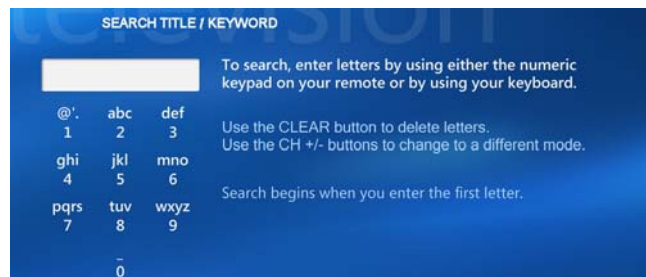 television
SEARCH TITLE / KEYWORD
To search, enter letters by using either the numeric
keypad on your remote or by using your keyboard.
@'. abc def
1 2 3
Use the CLEAR button to delete letters.
Use the CH +/- buttons to change to a different mode.
ghi jkl mno
4 5 6
Search begins when you enter the first letter.
pqrs tuv wxyz
7 8 9
_
0